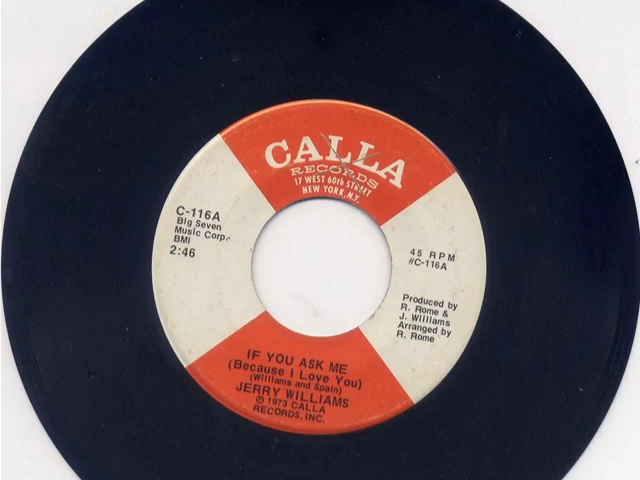 CALLA
RECORDS
17 WEST 60th STREET
NEW YORK, N.Y.
C-116A
Big Seven
Music Corp.
BMI
2:46
45 RPM
#C-116A
Produced by
R. Rome &
J. Williams
Arranged by
R. Rome
IF YOU ASK ME
(Because I Love You)
(Williams and Spain)
JERRY WILLIAMS
℗ 1973 CALLA
RECORDS, INC.